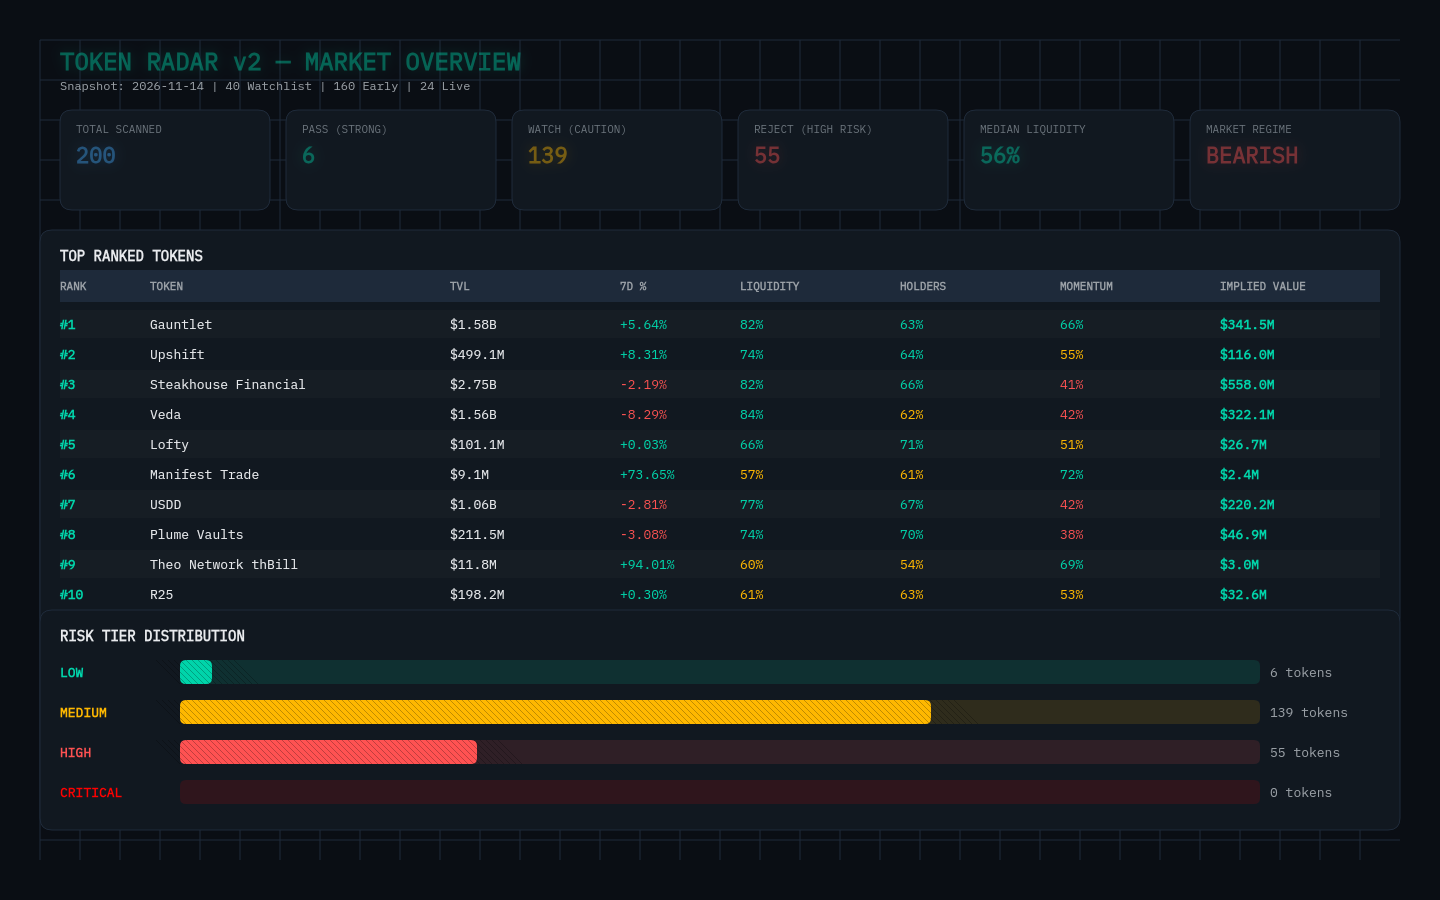 TOKEN RADAR v2 — MARKET OVERVIEW
Snapshot: 2026-11-14 | 40 Watchlist | 160 Early | 24 Live
TOTAL SCANNED PASS (STRONG) WATCH (CAUTION) REJECT (HIGH RISK) MEDIAN LIQUIDITY MARKET REGIME
200 6 139 55 56% BEARISH
TOP RANKED TOKENS
RANK TOKEN TVL 7D % LIQUIDITY HOLDERS MOMENTUM IMPLIED VALUE
#1 Gauntlet $1.58B +5.64% 82% 63% 66% $341.5M
#2 Upshift $499.1M +8.31% 74% 64% 55% $116.0M
#3 Steakhouse Financial $2.75B -2.19% 82% 66% 41% $558.0M
#4 Veda $1.56B -8.29% 84% 62% 42% $322.1M
#5 Lofty $101.1M +0.03% 66% 71% 51% $26.7M
#6 Manifest Trade $9.1M +73.65% 57% 61% 72% $2.4M
#7 USDD $1.06B -2.81% 77% 67% 42% $220.2M
#8 Plume Vaults $211.5M -3.08% 74% 70% 38% $46.9M
#9 Theo Network thBill $11.8M +94.01% 60% 54% 69% $3.0M
#10 R25 $198.2M +0.30% 61% 63% 53% $32.6M
RISK TIER DISTRIBUTION
LOW 6 tokens
MEDIUM 139 tokens
HIGH 55 tokens
CRITICAL 0 tokens